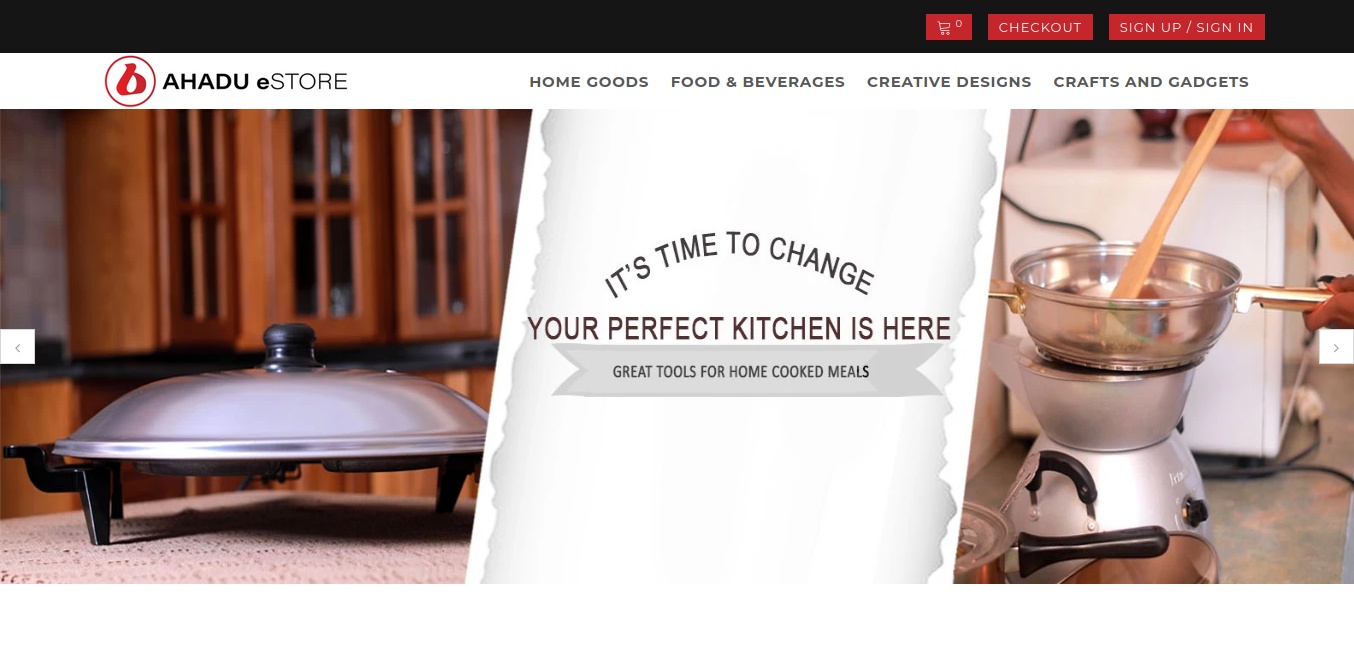 0
CHECKOUT
SIGN UP / SIGN IN
AHADU eSTORE
HOME GOODS
FOOD & BEVERAGES
CREATIVE DESIGNS
CRAFTS AND GADGETS
IT'S TIME TO CHANGE
YOUR PERFECT KITCHEN IS HERE
GREAT TOOLS FOR HOME COOKED MEALS